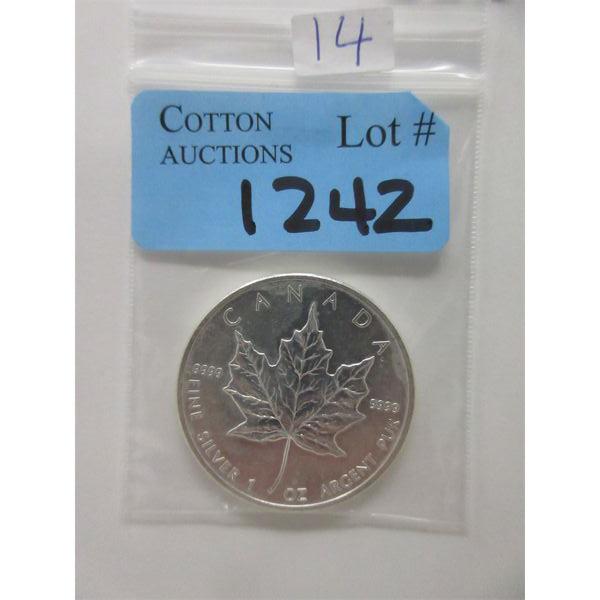 14
COTTON AUCTIONS
Lot #
1242
CANADA
9999
9999
FINE SILVER 1 OZ ARGENT PUR